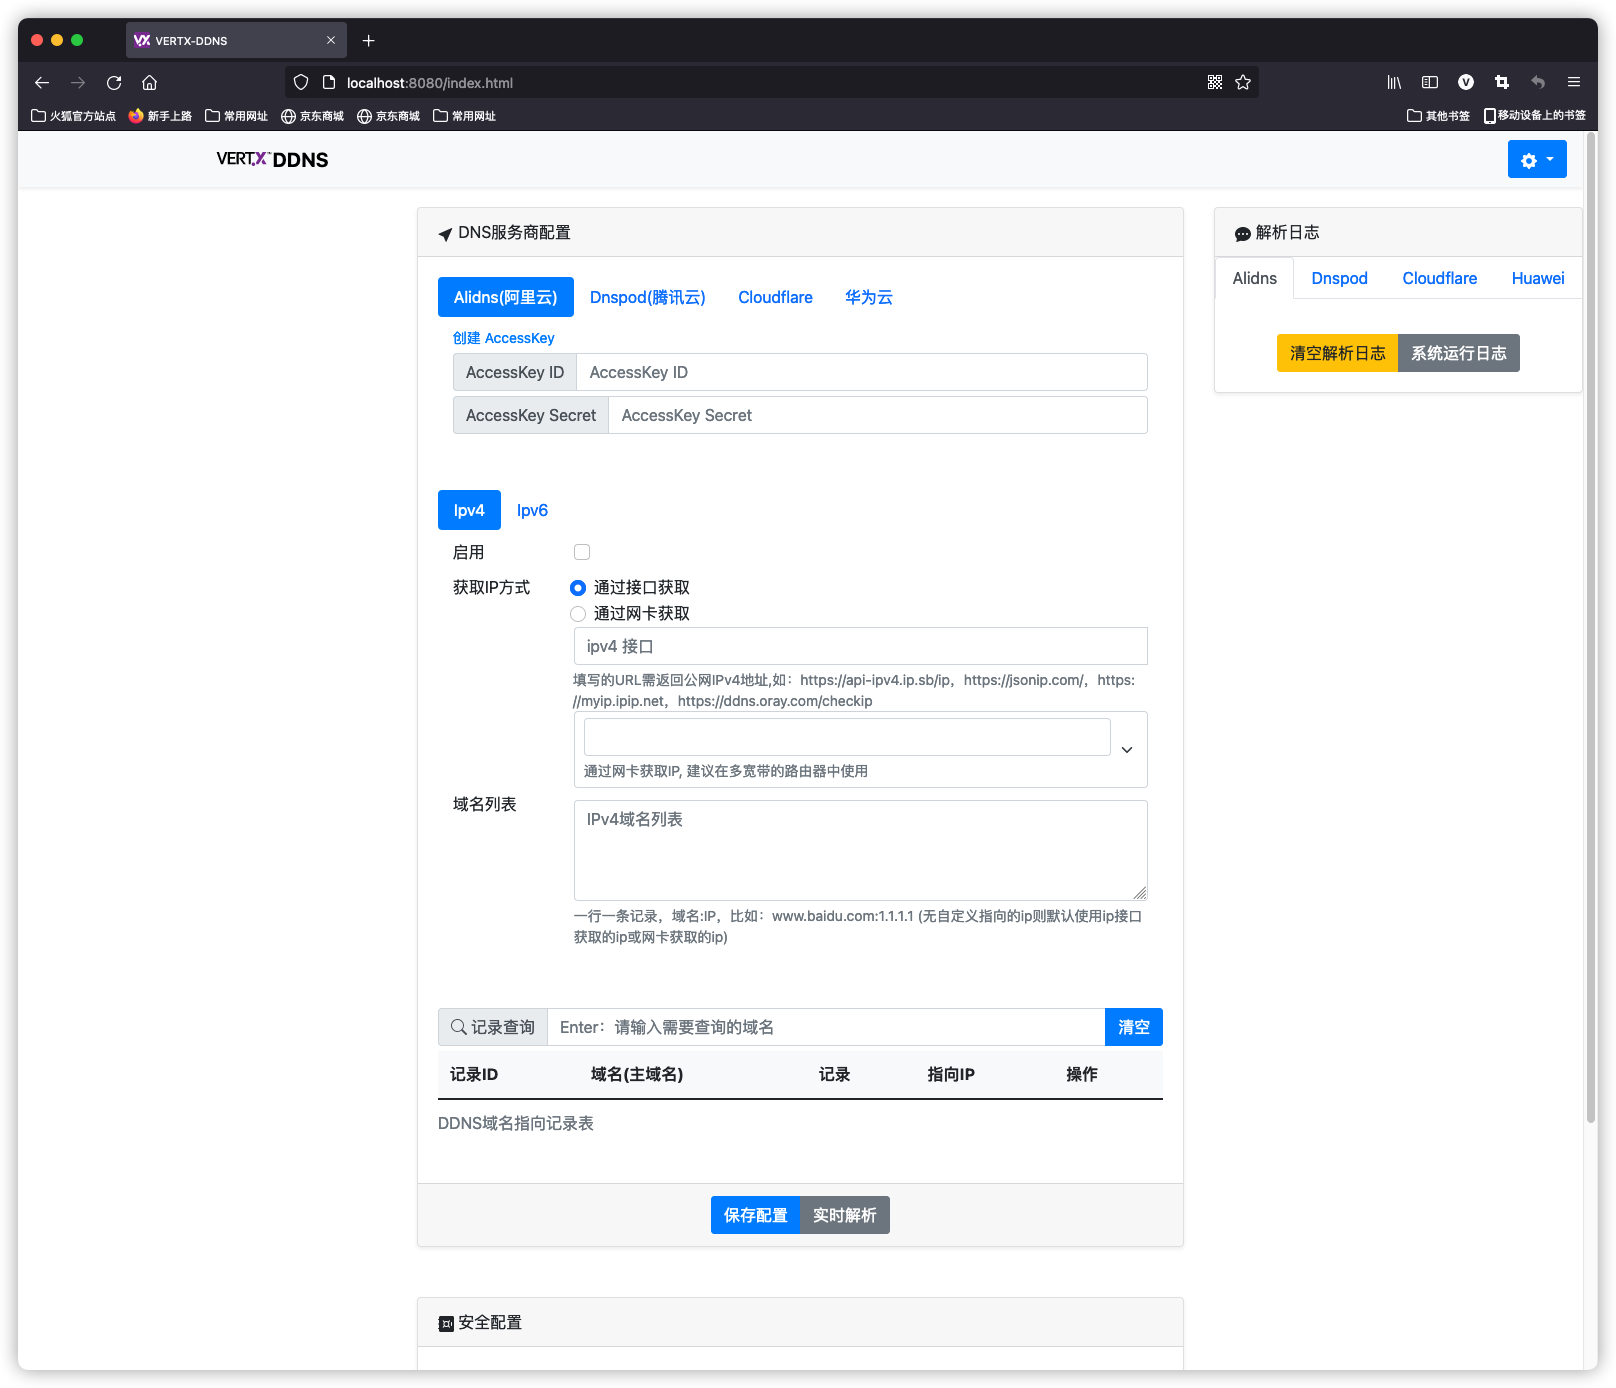 VERTX-DDNS
localhost:8080/index.html
火狐官方站点 新手上路 常用网址 京东商城 京东商城 常用网址 其他书签 移动设备上的书签
VERT.X DDNS
DNS服务商配置
Alidns(阿里云) Dnspod(腾讯云) Cloudflare 华为云
创建 AccessKey
AccessKey ID AccessKey ID
AccessKey Secret AccessKey Secret
Ipv4 Ipv6
启用
获取IP方式 通过接口获取
通过网卡获取
ipv4 接口
填写的URL需返回公网IPv4地址,如：https://api-ipv4.ip.sb/ip，https://jsonip.com/，https:
//myip.ipip.net，https://ddns.oray.com/checkip
通过网卡获取IP, 建议在多宽带的路由器中使用
域名列表 IPv4域名列表
一行一条记录，域名:IP，比如：www.baidu.com:1.1.1.1 (无自定义指向的ip则默认使用ip接口
获取的ip或网卡获取的ip)
记录查询 Enter：请输入需要查询的域名 清空
记录ID 域名(主域名) 记录 指向IP 操作
DDNS域名指向记录表
保存配置 实时解析
安全配置
解析日志
Alidns Dnspod Cloudflare Huawei
清空解析日志 系统运行日志